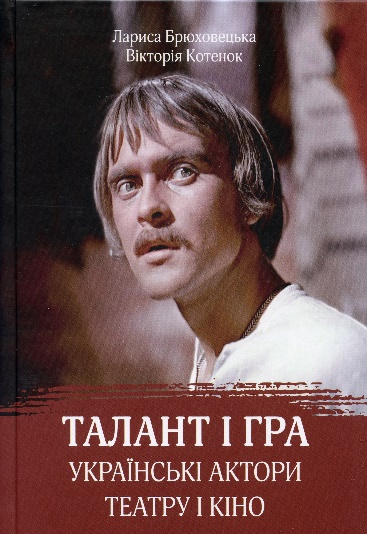 Лариса Брюховецька
Вікторія Котенок
ТАЛАНТ І ГРА
УКРАЇНСЬКІ АКТОРИ
ТЕАТРУ І КІНО